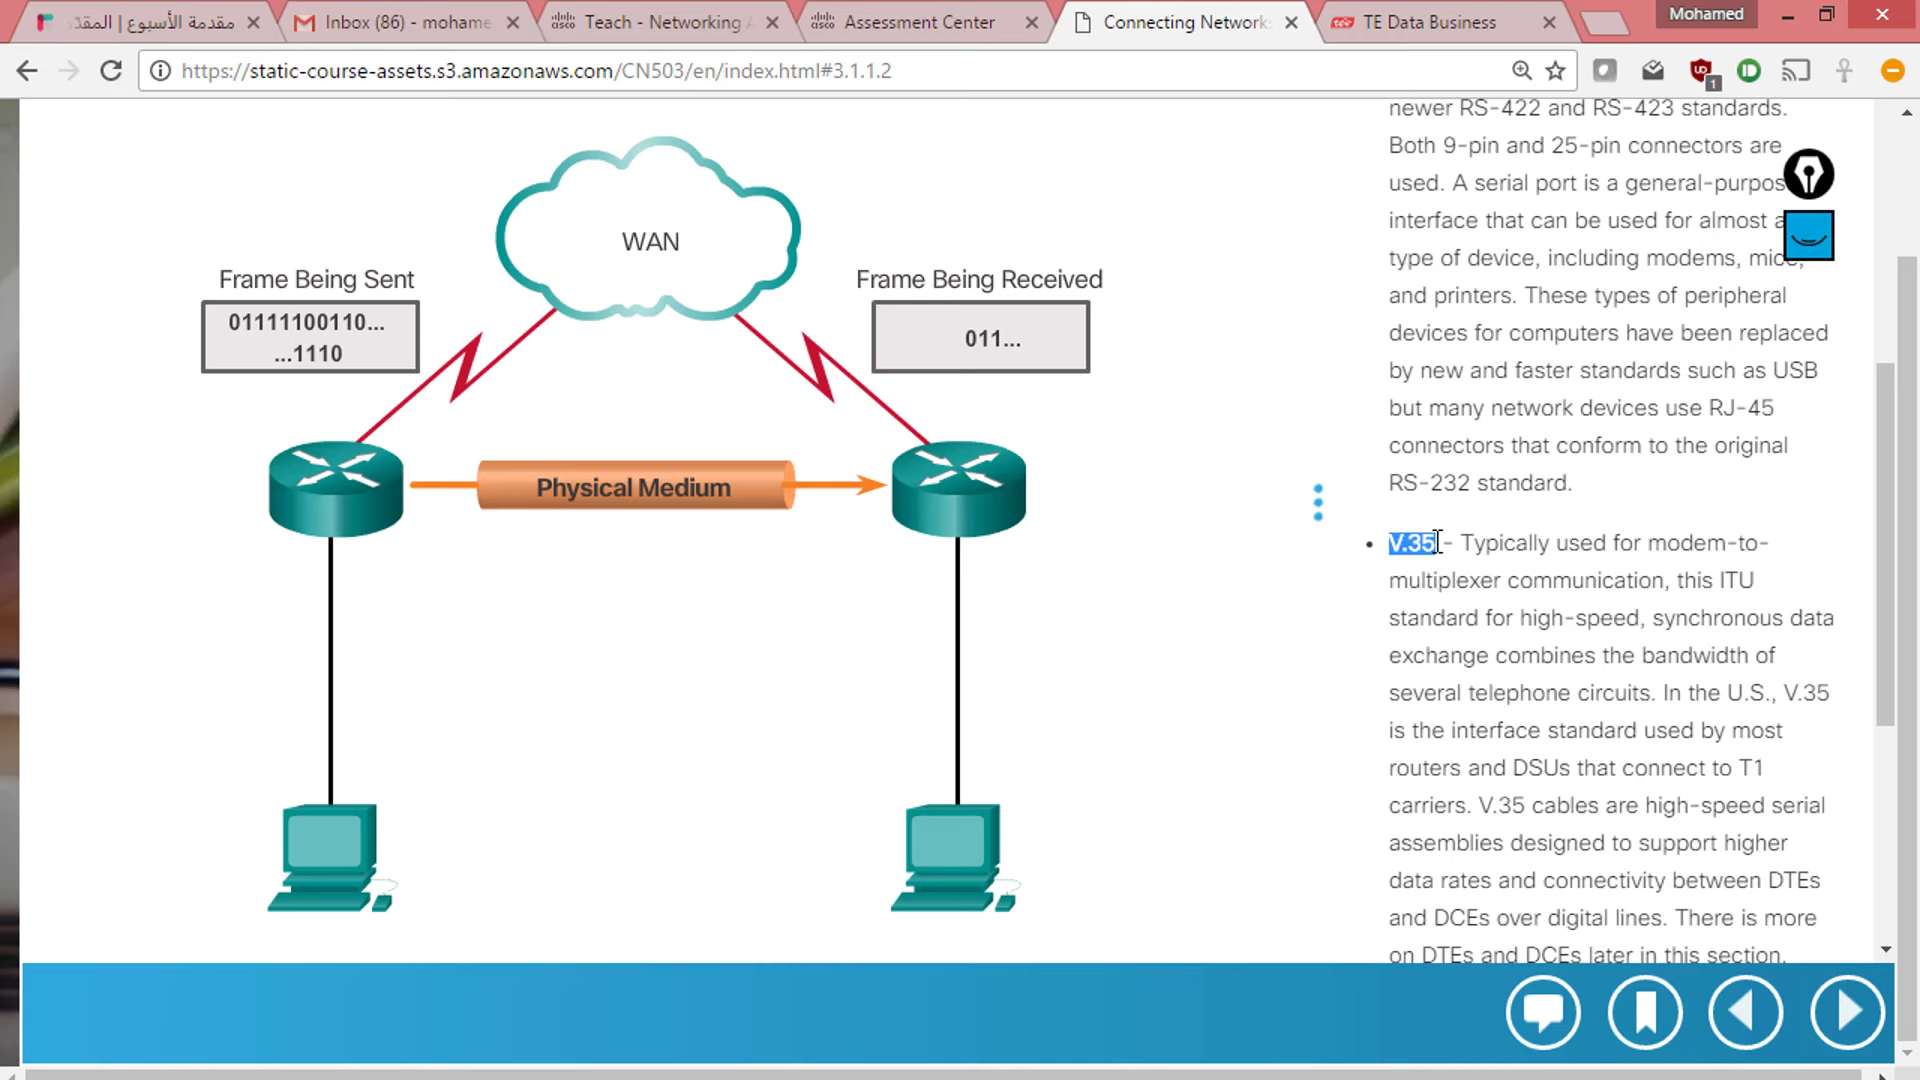 مقدمة الأسبوع | المقدّ
Inbox (86) - mohame
Teach - Networking A
Assessment Center
Connecting Network
TE Data Business
Mohamed
https://static-course-assets.s3.amazonaws.com/CN503/en/index.html#3.1.1.2
WAN
Frame Being Sent
01111100110...
...1110
Frame Being Received
011...
Physical Medium
newer RS-422 and RS-423 standards.
Both 9-pin and 25-pin connectors are
used. A serial port is a general-purpos
interface that can be used for almost a
type of device, including modems, mice,
and printers. These types of peripheral
devices for computers have been replaced
by new and faster standards such as USB
but many network devices use RJ-45
connectors that conform to the original
RS-232 standard.
• V.35 - Typically used for modem-to-
multiplexer communication, this ITU
standard for high-speed, synchronous data
exchange combines the bandwidth of
several telephone circuits. In the U.S., V.35
is the interface standard used by most
routers and DSUs that connect to T1
carriers. V.35 cables are high-speed serial
assemblies designed to support higher
data rates and connectivity between DTEs
and DCEs over digital lines. There is more
on DTEs and DCEs later in this section.